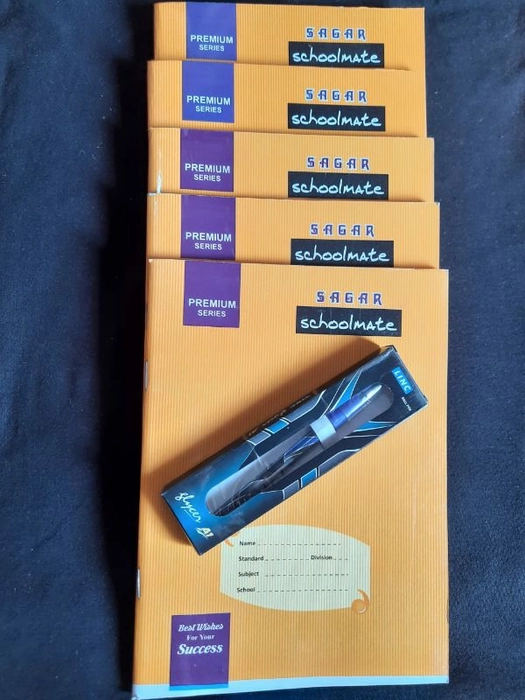 PREMIUM
SERIES
SAGAR
schoolmate
PREMIUM
SERIES
SAGAR
schoolmate
PREMIUM
SERIES
SAGAR
schoolmate
PREMIUM
SERIES
SAGAR
schoolmate
PREMIUM
SERIES
SAGAR
schoolmate
LINC
glycer
Name
Standard Division
Subject
School
Best Wishes
For Your
Success